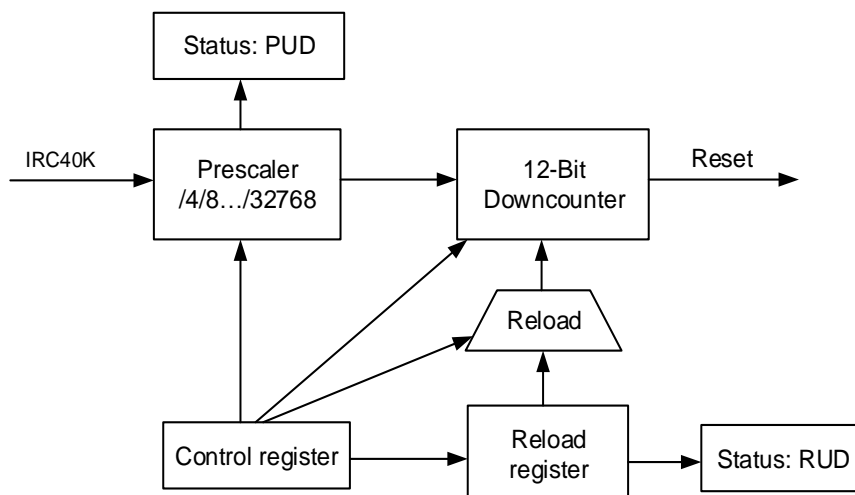 Status: PUD
IRC40K
Prescaler
/4/8…/32768
12-Bit
Downcounter
Reset
Reload
Control register
Reload
register
Status: RUD